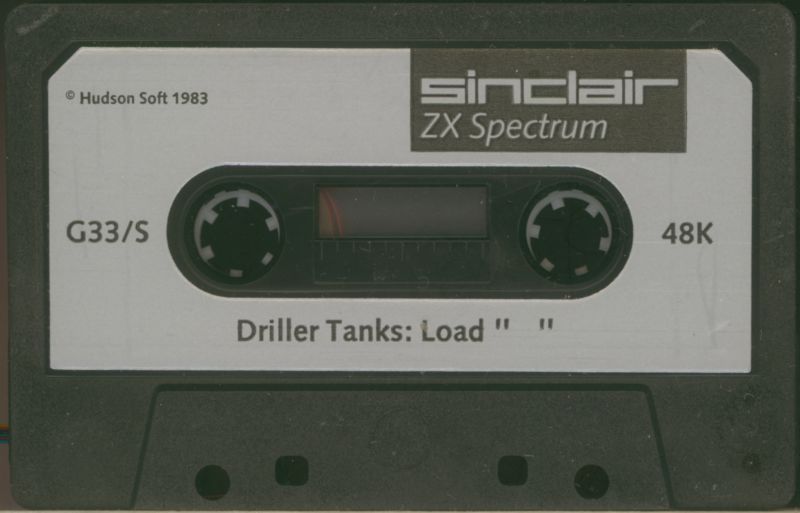 © Hudson Soft 1983
sinclair
ZX Spectrum
G33/S
48K
Driller Tanks: Load " "